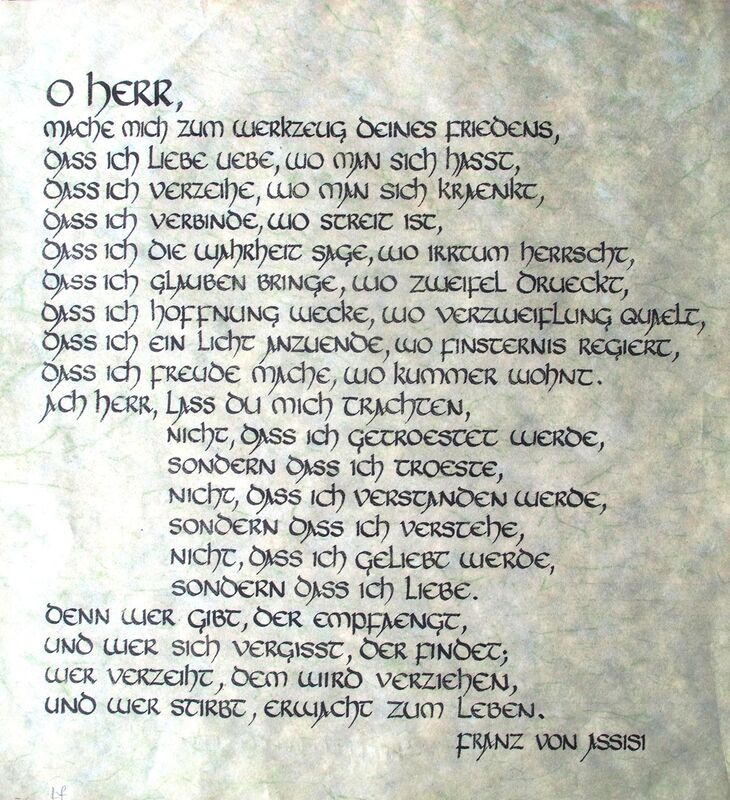 O HERR,
MACHE MICH ZUM WERKZEUG DEINES FRIEDENS,
DASS ICH LIEBE UEBE, WO MAN SICH HASST,
DASS ICH VERZEIHE, WO MAN SICH KRAENKT,
DASS ICH VERBINDE, WO STREIT IST,
DASS ICH DIE WAHRHEIT SAGE, WO IRRTUM HERRSCHT,
DASS ICH GLAUBEN BRINGE, WO ZWEIFEL DRUECKT,
DASS ICH HOFFNUNG WECKE, WO VERZWEIFLUNG QUAELT,
DASS ICH EIN LICHT ANZUENDE, WO FINSTERNIS REGIERT,
DASS ICH FREUDE MACHE, WO KUMMER WOHNT.
ACH HERR, LASS DU MICH TRACHTEN,
NICHT, DASS ICH GETROESTET WERDE,
SONDERN DASS ICH TROESTE,
NICHT, DASS ICH VERSTANDEN WERDE,
SONDERN DASS ICH VERSTEHE,
NICHT, DASS ICH GELIEBT WERDE,
SONDERN DASS ICH LIEBE.
DENN WER GIBT, DER EMPFAENGT,
UND WER SICH VERGISST, DER FINDET;
WER VERZEIHT, DEM WIRD VERZIEHEN,
UND WER STIRBT, ERWACHT ZUM LEBEN.
FRANZ VON ASSISI